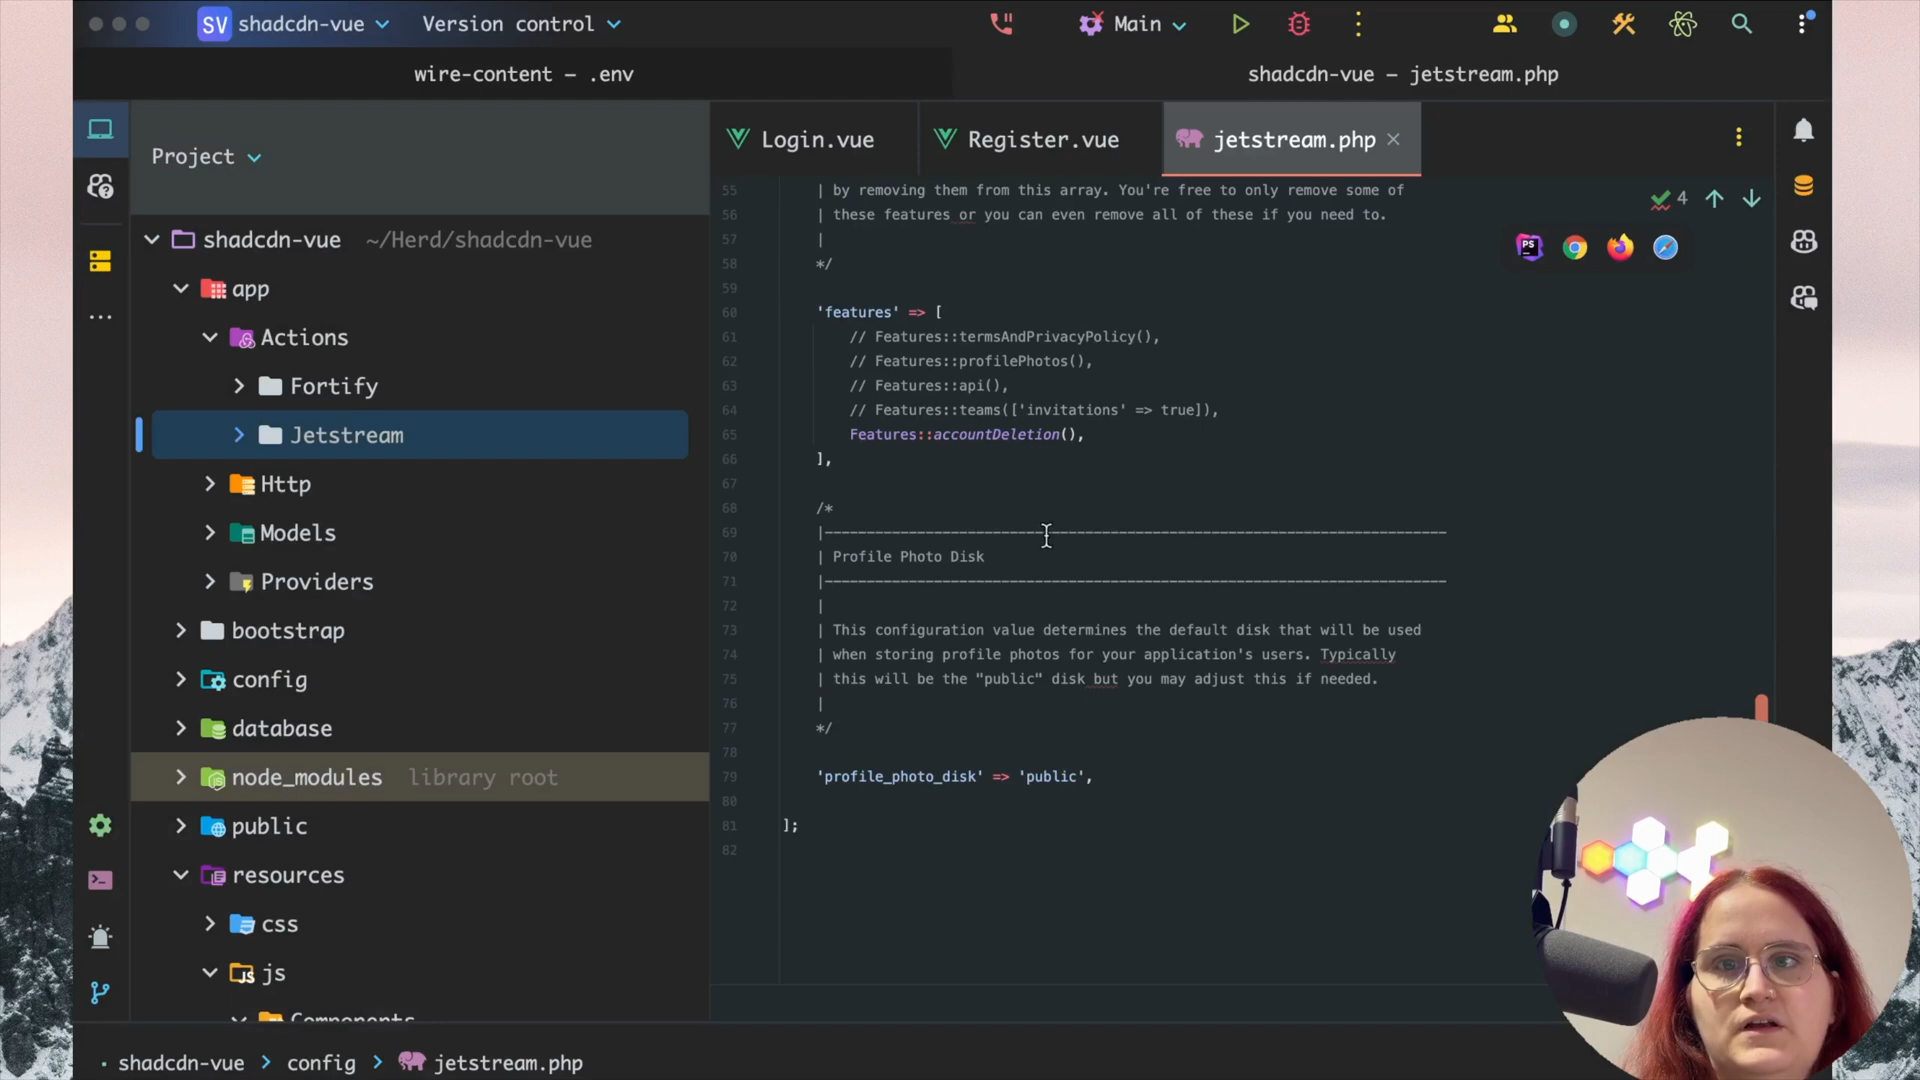 SV shadcdn-vue Version control Main
wire-content – .env
shadcdn-vue – jetstream.php
Project
Login.vue Register.vue jetstream.php
shadcdn-vue ~/Herd/shadcdn-vue
app
Actions
Fortify
Jetstream
Http
Models
Providers
bootstrap
config
database
node_modules library root
public
resources
css
JS js
Components
4
PS
55 | by removing them from this array. You're free to only remove some of
56 | these features or you can even remove all of these if you need to.
57 |
58 */
59
60 'features' => [
61 // Features::termsAndPrivacyPolicy(),
62 // Features::profilePhotos(),
63 // Features::api(),
64 // Features::teams(['invitations' => true]),
65 Features::accountDeletion(),
66 ],
67
68 /*
69 |--------------------------------------------------------------------------
70 | Profile Photo Disk
71 |--------------------------------------------------------------------------
72 |
73 | This configuration value determines the default disk that will be used
74 | when storing profile photos for your application's users. Typically
75 | this will be the "public" disk but you may adjust this if needed.
76 |
77 */
78
79 'profile_photo_disk' => 'public',
80
81 ];
82
shadcdn-vue > config > jetstream.php